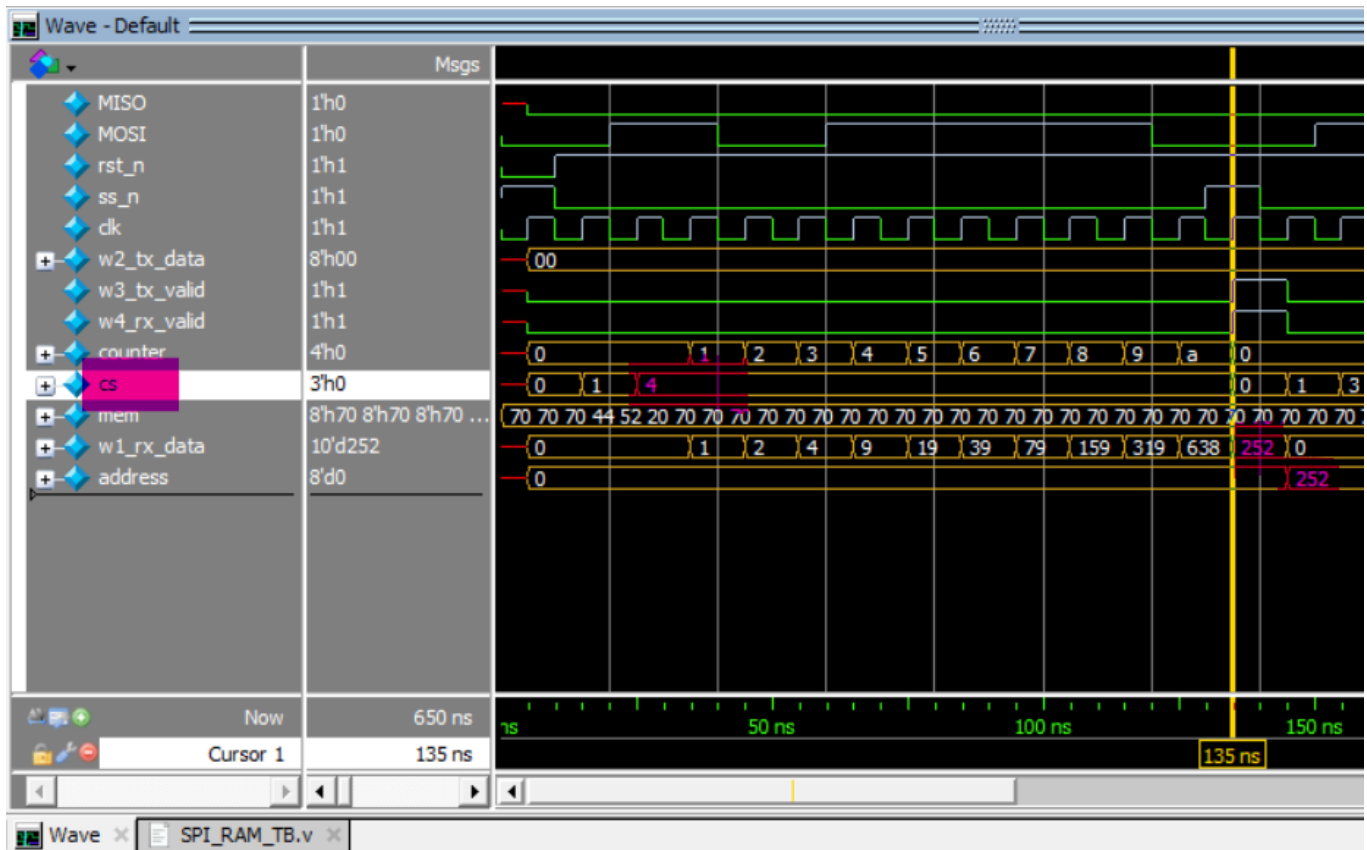 Wave - Default
Msgs
MISO 1'h0
MOSI 1'h0
rst_n 1'h1
ss_n 1'h1
clk 1'h1
w2_tx_data 8'h00 00
w3_tx_valid 1'h1
w4_rx_valid 1'h1
counter 4'h0 0 1 2 3 4 5 6 7 8 9 a 0
cs 3'h0 0 1 4 0 1 3
mem 8'h70 8'h70 8'h70 ... 70 70 70 44 52 20 70 70 70 70 70 70 70 70 70 70 70 70 70 70 70 70 70 70 70 70 70 70 70 70
w1_rx_data 10'd252 0 1 2 4 9 19 39 79 159 319 638 252 0
address 8'd0 0 252
Now 650 ns ns 50 ns 100 ns 150 ns
Cursor 1 135 ns 135 ns
Wave SPI_RAM_TB.v